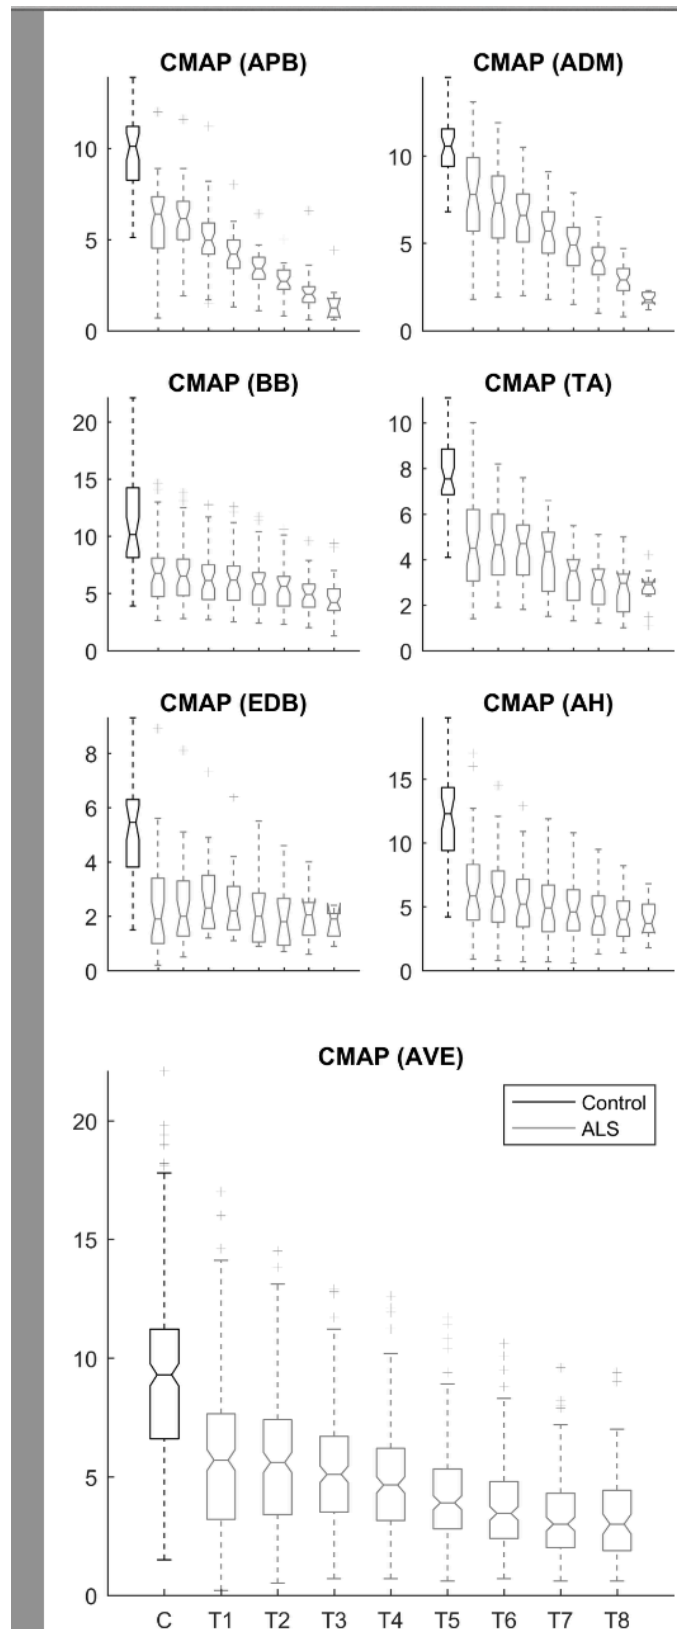 CMAP (APB) CMAP (ADM)
10 10
5 5
0 0
CMAP (BB) CMAP (TA)
20 10
15 8
10 6
5 4
0 2
0
CMAP (EDB) CMAP (AH)
8 15
6 10
4 5
2 0
0
CMAP (AVE)
Control
ALS
20
15
10
5
0
C T1 T2 T3 T4 T5 T6 T7 T8